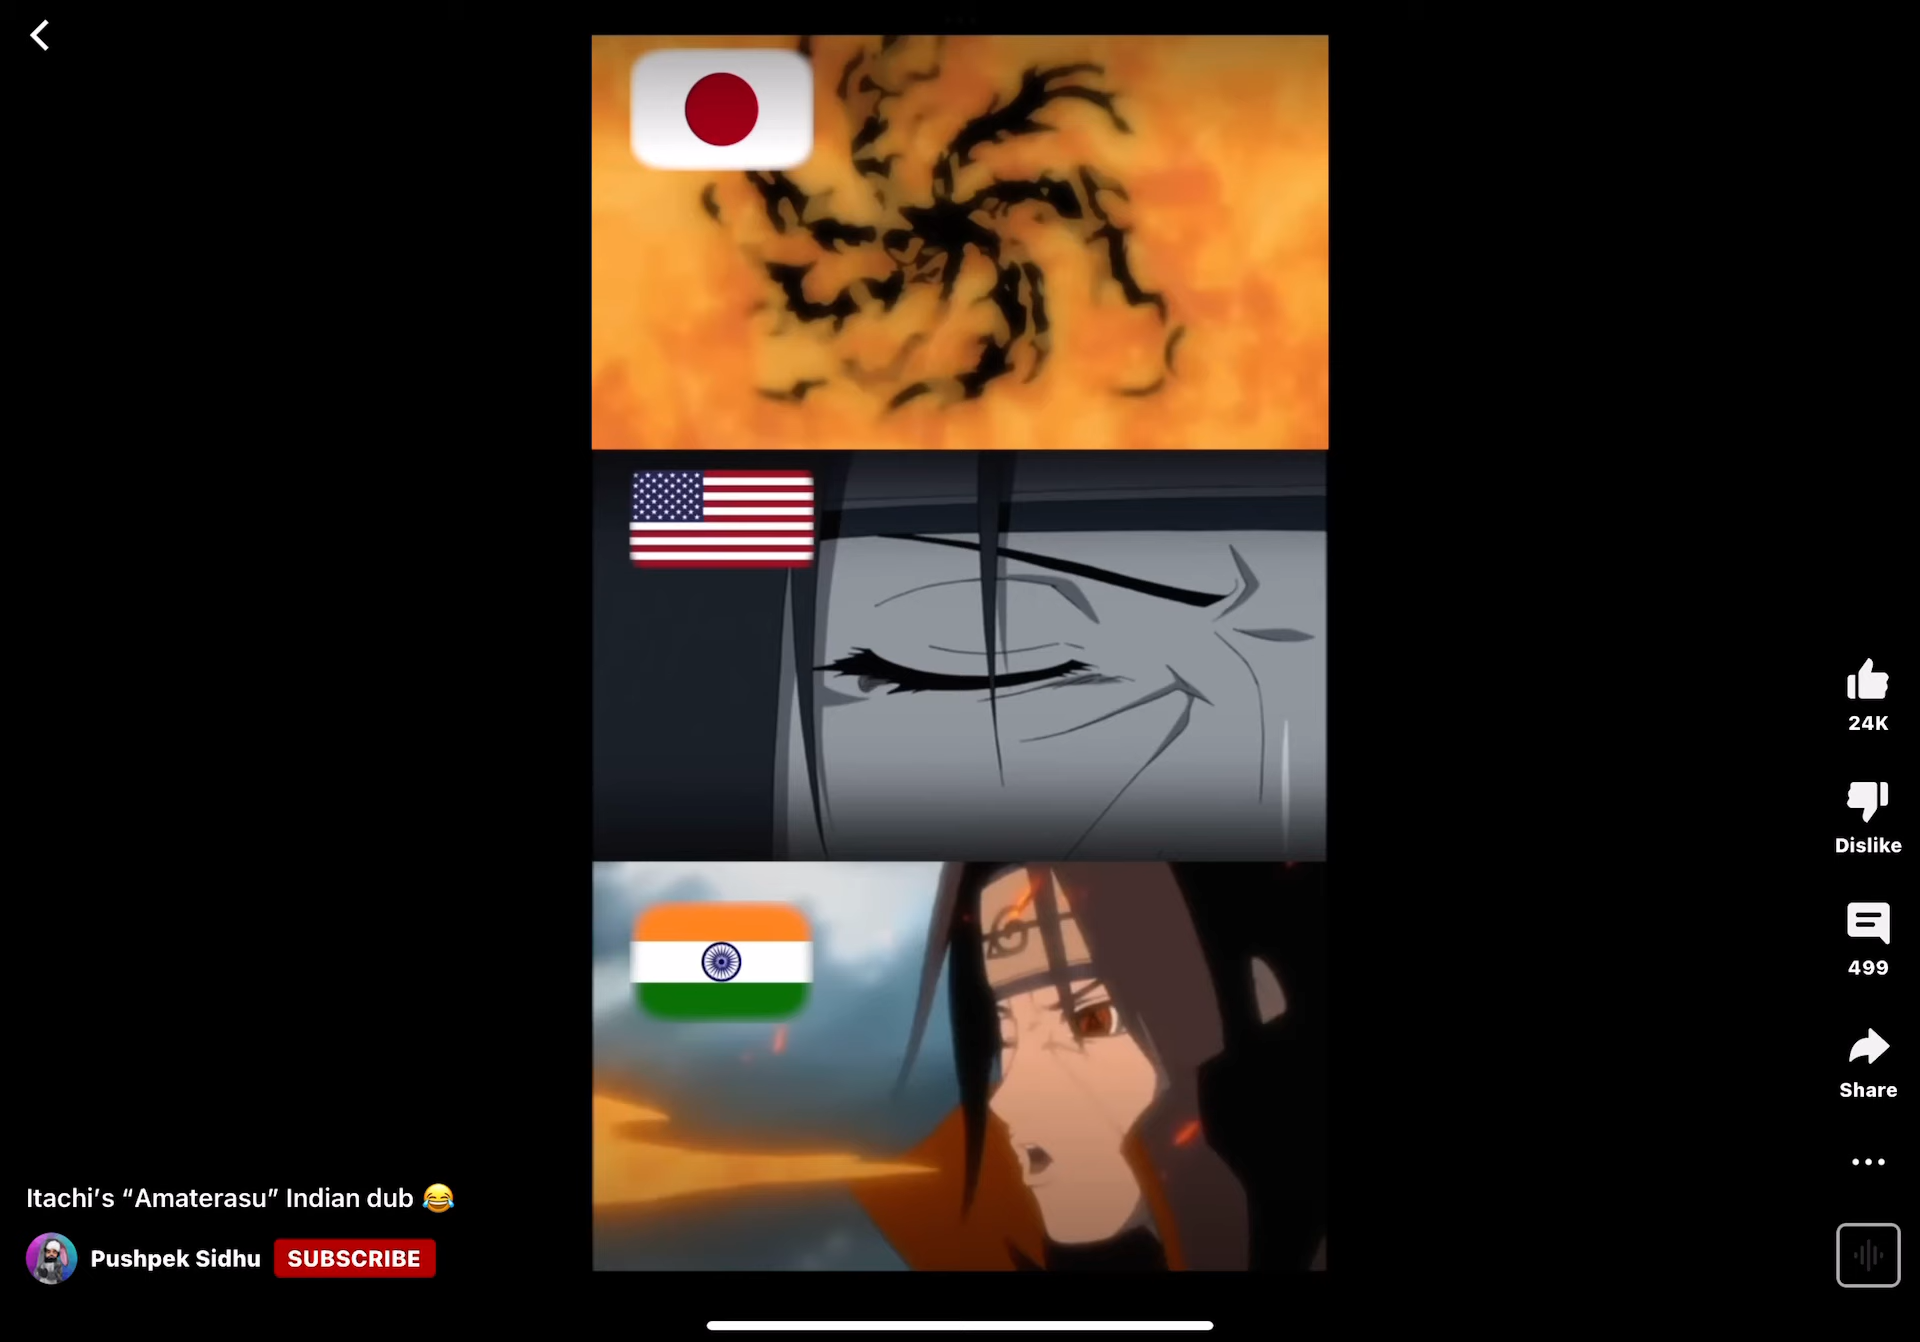 24K
Dislike
499
Share
Itachi's “Amaterasu” Indian dub 😂
Pushpek Sidhu SUBSCRIBE